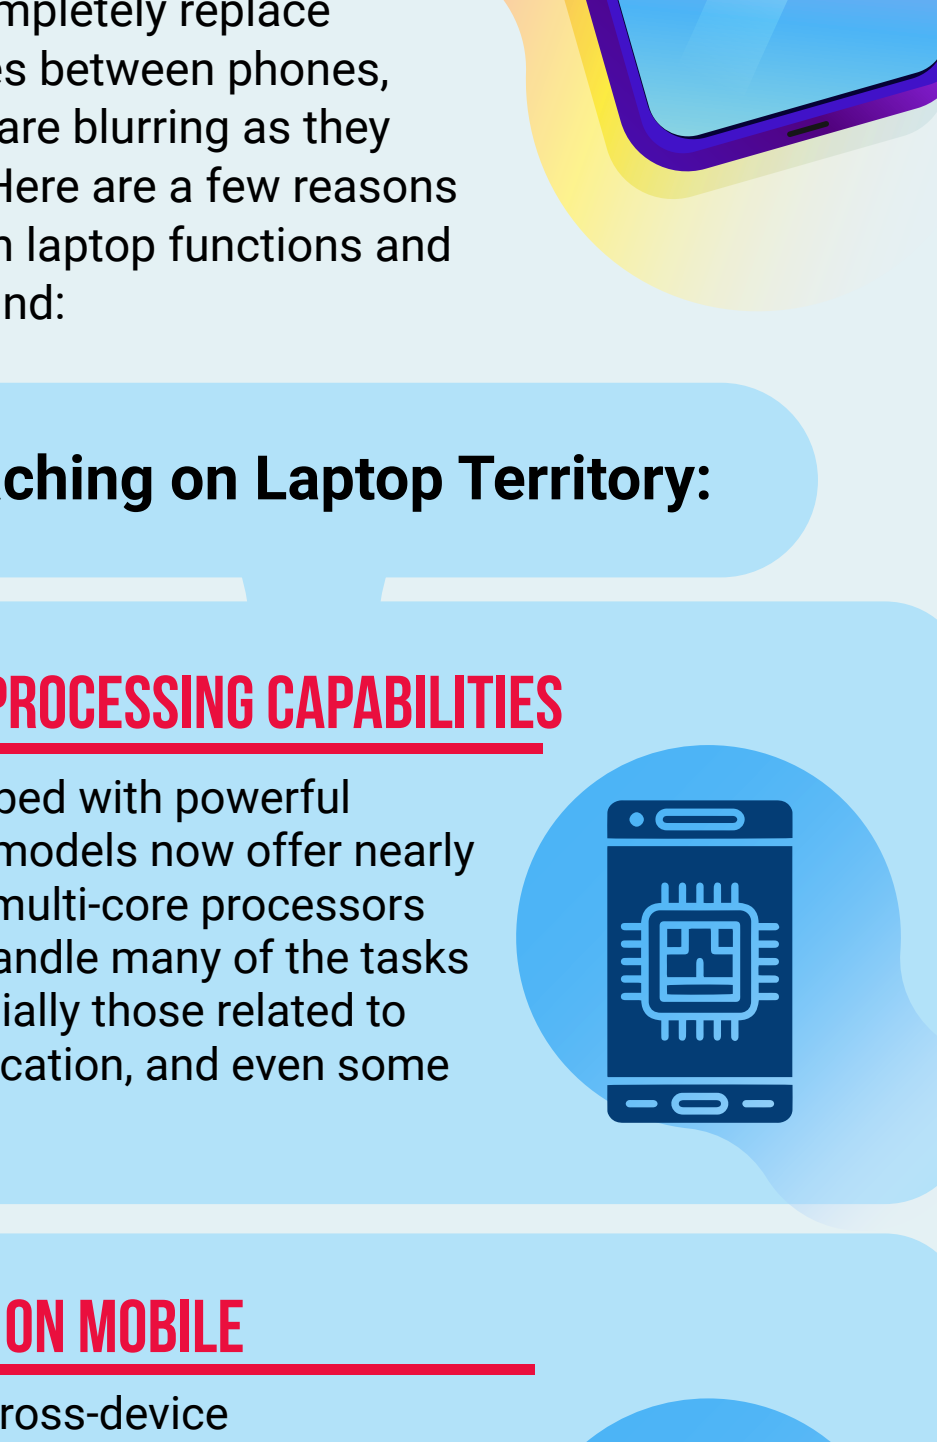 mpletely replace
es between phones,
are blurring as they
Here are a few reasons
laptop functions and
nd:
ching on Laptop Territory:
PROCESSING CAPABILITIES
ped with powerful
models now offer nearly
multi-core processors
andle many of the tasks
ially those related to
cation, and even some
ON MOBILE
ross-device